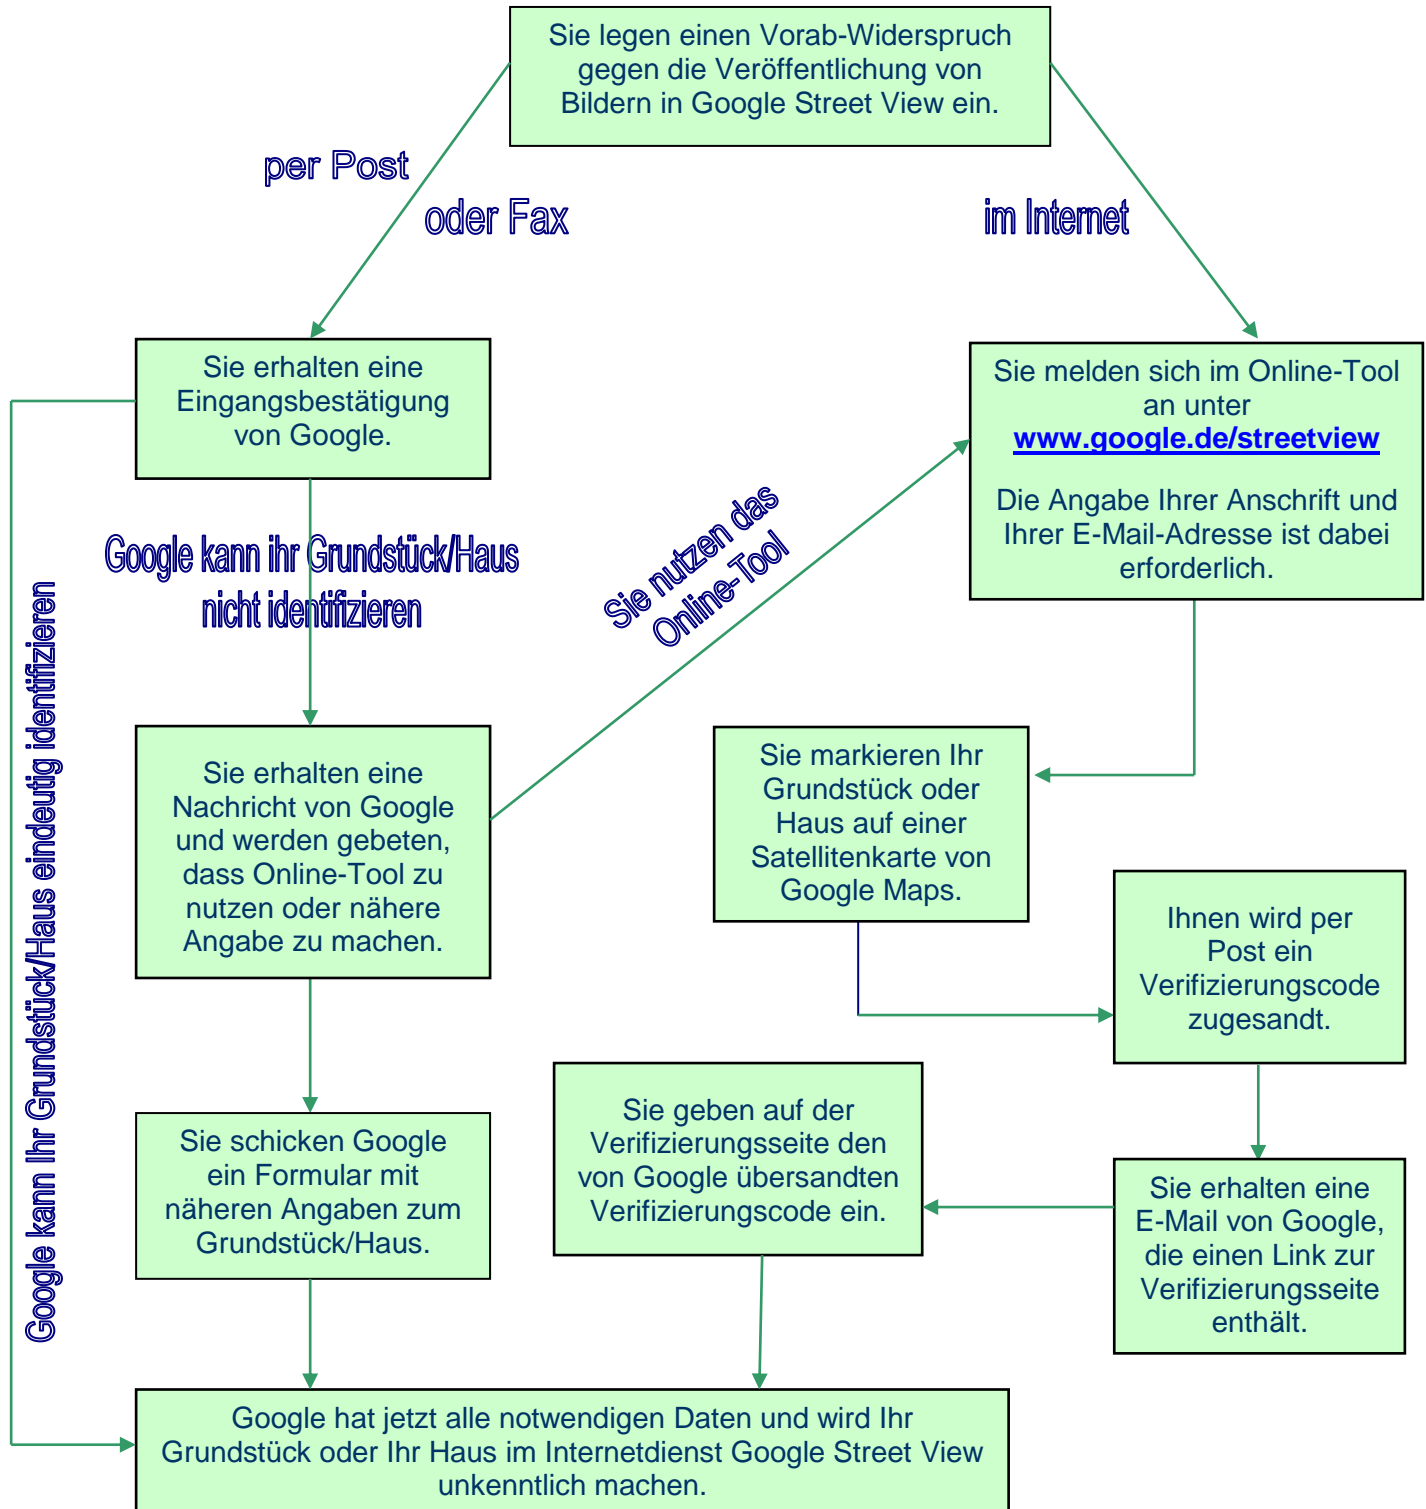 Sie legen einen Vorab-Widerspruch
gegen die Veröffentlichung von
Bildern in Google Street View ein.
per Post
oder Fax
im Internet
Sie erhalten eine
Eingangsbestätigung
von Google.
Sie melden sich im Online-Tool
an unter
www.google.de/streetview
Die Angabe Ihrer Anschrift und
Ihrer E-Mail-Adresse ist dabei
erforderlich.
Google kann ihr Grundstück/Haus
nicht identifizieren
Sie nutzen das
Online-Tool
Google kann Ihr Grundstück/Haus eindeutig identifizieren
Sie erhalten eine
Nachricht von Google
und werden gebeten,
dass Online-Tool zu
nutzen oder nähere
Angabe zu machen.
Sie markieren Ihr
Grundstück oder
Haus auf einer
Satellitenkarte von
Google Maps.
Ihnen wird per
Post ein
Verifizierungscode
zugesandt.
Sie schicken Google
ein Formular mit
näheren Angaben zum
Grundstück/Haus.
Sie geben auf der
Verifizierungsseite den
von Google übersandten
Verifizierungscode ein.
Sie erhalten eine
E-Mail von Google,
die einen Link zur
Verifizierungsseite
enthält.
Google hat jetzt alle notwendigen Daten und wird Ihr
Grundstück oder Ihr Haus im Internetdienst Google Street View
unkenntlich machen.